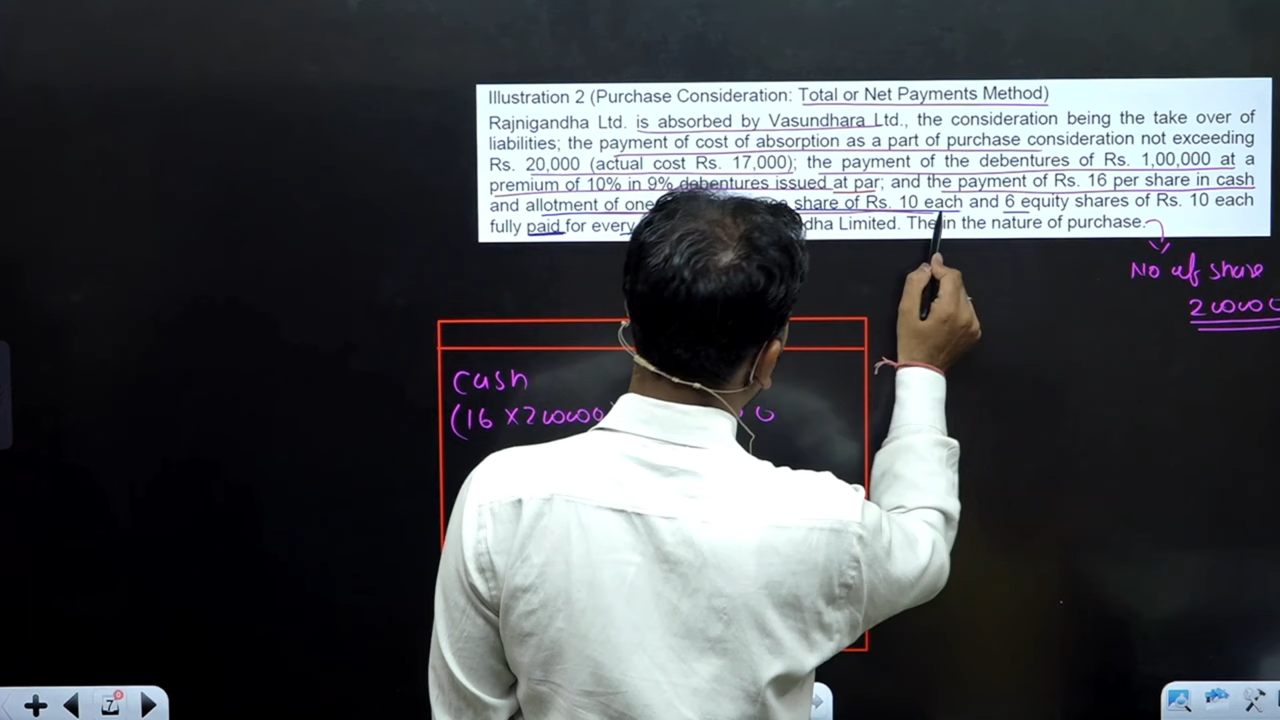 Illustration 2 (Purchase Consideration: Total or Net Payments Method)
Rajnigandha Ltd. is absorbed by Vasundhara Ltd., the consideration being the take over of
liabilities; the payment of cost of absorption as a part of purchase consideration not exceeding
Rs. 20,000 (actual cost Rs. 17,000); the payment of the debentures of Rs. 1,00,000 at a
premium of 10% in 9% debentures issued at par; and the payment of Rs. 16 per share in cash
and allotment of one share of Rs. 10 each and 6 equity shares of Rs. 10 each
fully paid for every dha Limited. The in the nature of purchase.
No of share
200000
Cash
(16 X 200000
7